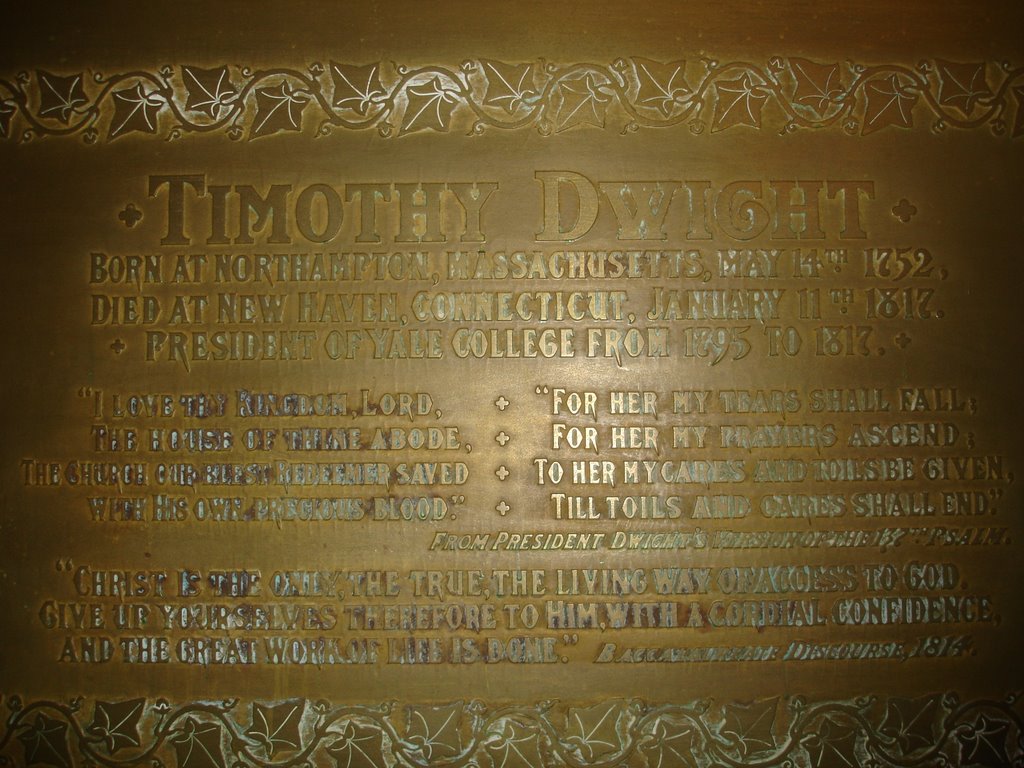 TIMOTHY DWIGHT
BORN AT NORTHAMPTON, MASSACHUSETTS, MAY 14TH 1752,
DIED AT NEW HAVEN, CONNECTICUT, JANUARY 11TH 1817.
PRESIDENT OF YALE COLLEGE FROM 1795 TO 1817.
"I LOVE THY KINGDOM, LORD,
THE HOUSE OF THINE ABODE,
THE CHURCH OUR BLEST REDEEMER SAVED
WITH HIS OWN PRECIOUS BLOOD."
"FOR HER MY TEARS SHALL FALL;
FOR HER MY PRAYERS ASCEND;
TO HER MY CARES AND TOILS BE GIVEN,
TILL TOILS AND CARES SHALL END."
FROM PRESIDENT DWIGHT'S VERSION OF THE 137TH PSALM.
"CHRIST IS THE ONLY, THE TRUE, THE LIVING WAY OF ACCESS TO GOD.
GIVE UP YOURSELVES THEREFORE TO HIM, WITH A CORDIAL CONFIDENCE,
AND THE GREAT WORK OF LIFE IS DONE." BACCALAUREATE DISCOURSE, 1814.